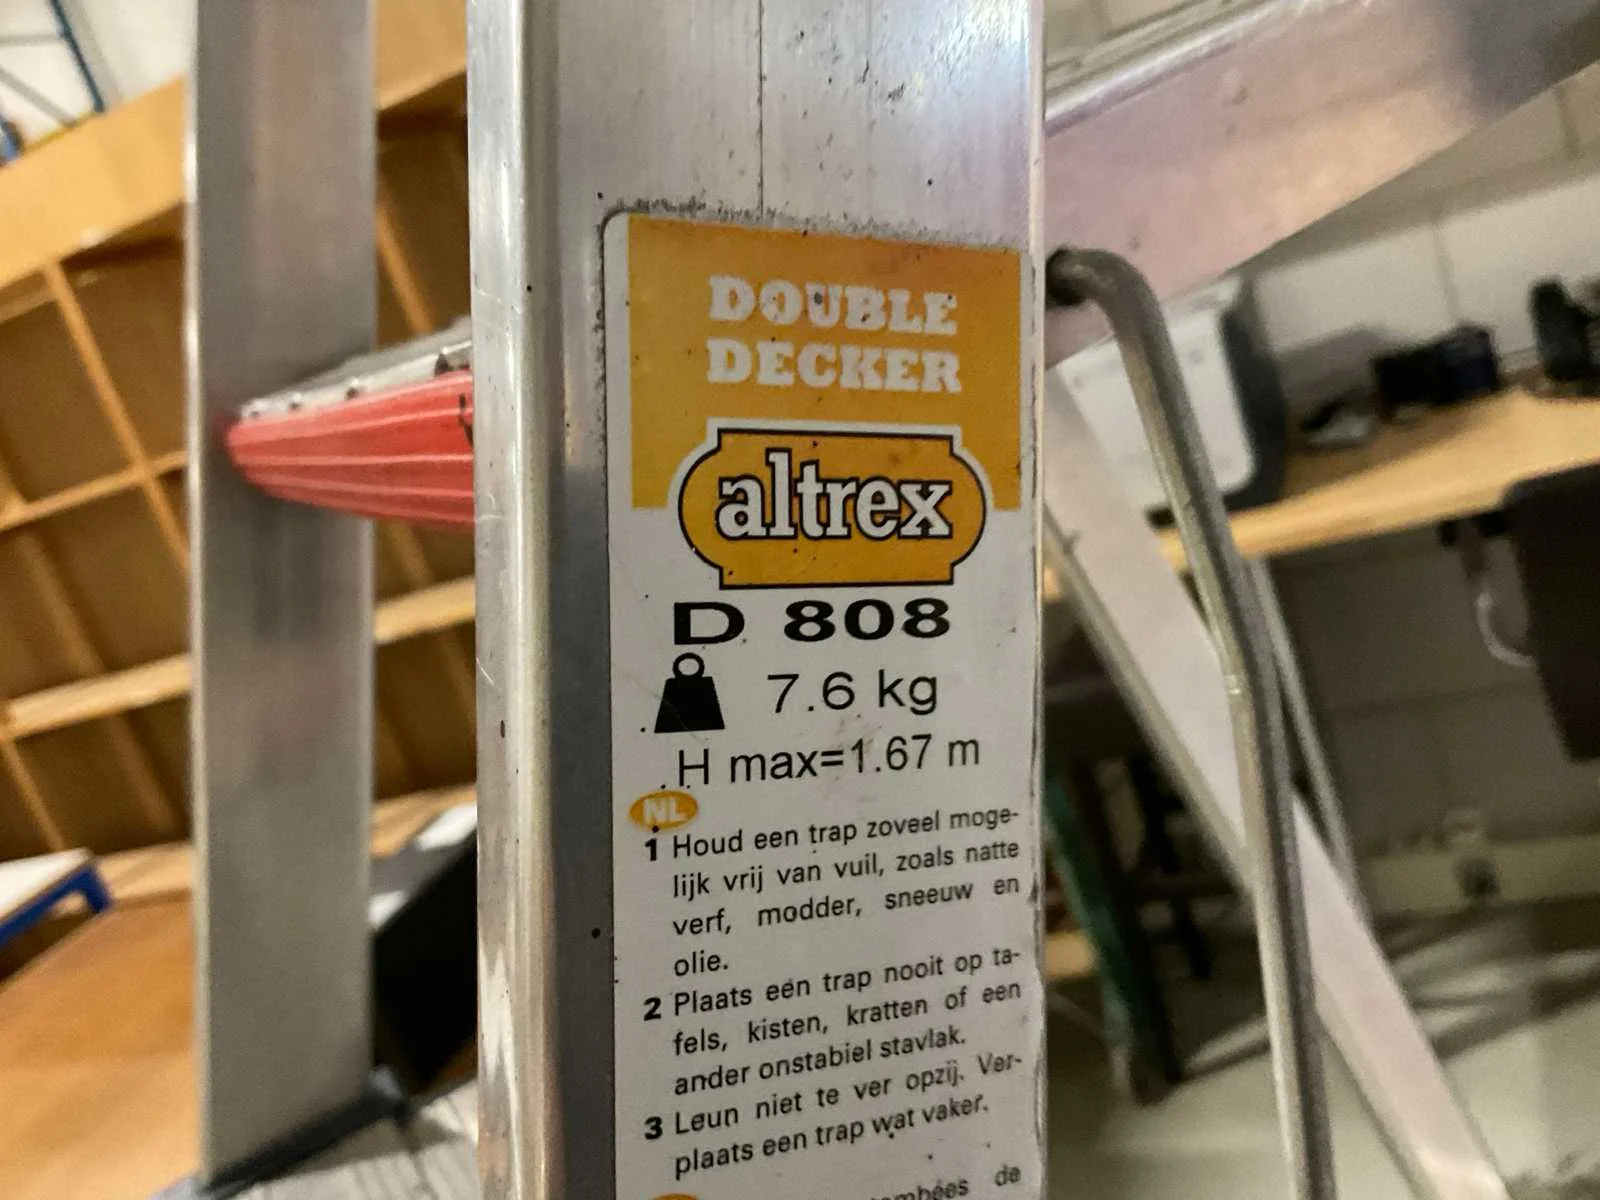 DOUBLE
DECKER
altrex
D 808
7.6 kg
H max=1.67 m
NL
1 Houd een trap zoveel moge-
lijk vrij van vuil, zoals natte
verf, modder, sneeuw en
olie.
2 Plaats een trap nooit op ta-
fels, kisten, kratten of een
ander onstabiel stavlak.
3 Leun niet te ver opzij. Ver-
plaats een trap wat vaker.
de